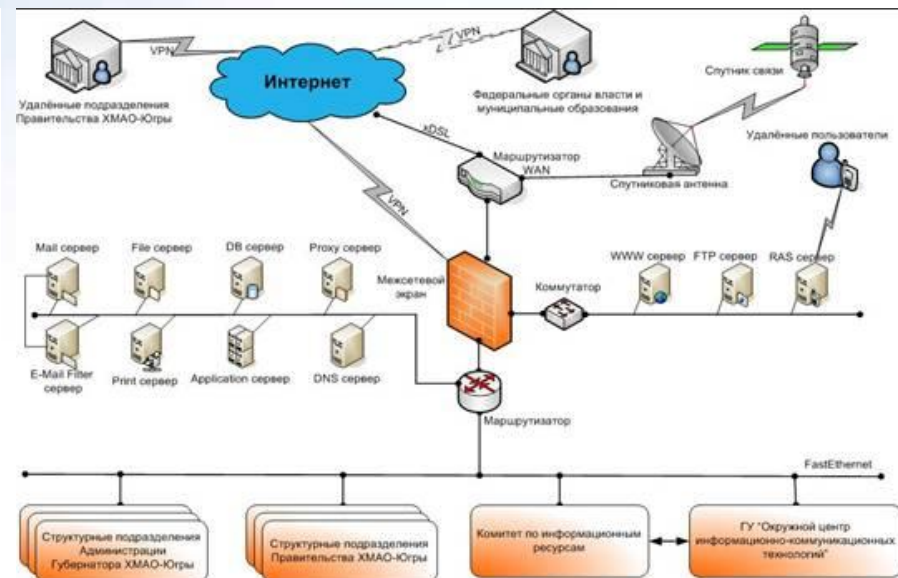 VPN
VPN
Интернет
Спутник связи
Удалённые подразделения
Правительства ХМАО-Югры
Федеральные органы власти и
муниципальные образования
xDSL
Удалённые пользователи
Маршрутизатор
WAN
Спутниковая антенна
VPN
Mail сервер
File сервер
DB сервер
Proxy сервер
Межсетевой
экран
WWW сервер
FTP сервер
RAS сервер
Коммутатор
E-Mail Filter
сервер
Print сервер
Application сервер
DNS сервер
Маршрутизатор
FastEthernet
Структурные подразделения
Администрации
Губернатора ХМАО-Югры
Структурные подразделения
Правительства ХМАО-Югры
Комитет по информационным
ресурсам
ГУ "Окружной центр
информационно-коммуникационных
технологий"